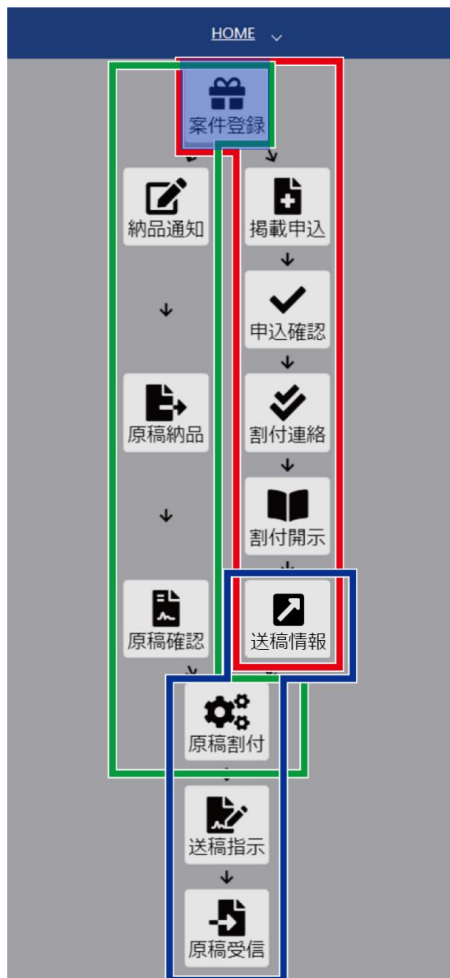 HOME
案件登録
納品通知
掲載申込
申込確認
原稿納品
割付連絡
割付開示
原稿確認
送稿情報
原稿割付
送稿指示
原稿受信